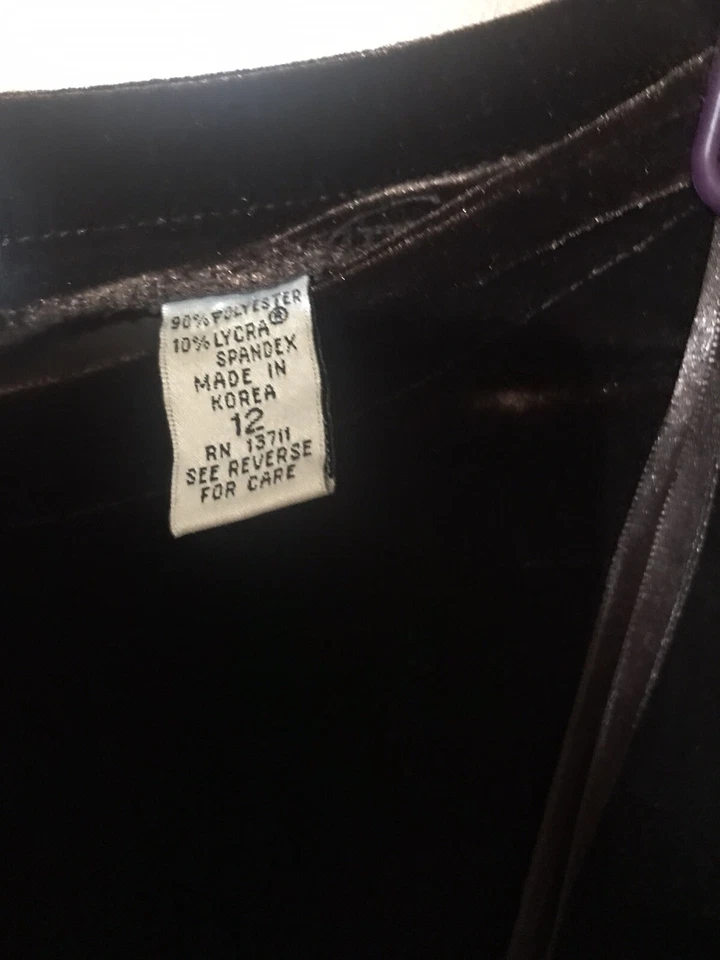 90% POLYESTER
10% LYCRA®
SPANDEX
MADE IN
KOREA
12
RN 13711
SEE REVERSE
FOR CARE